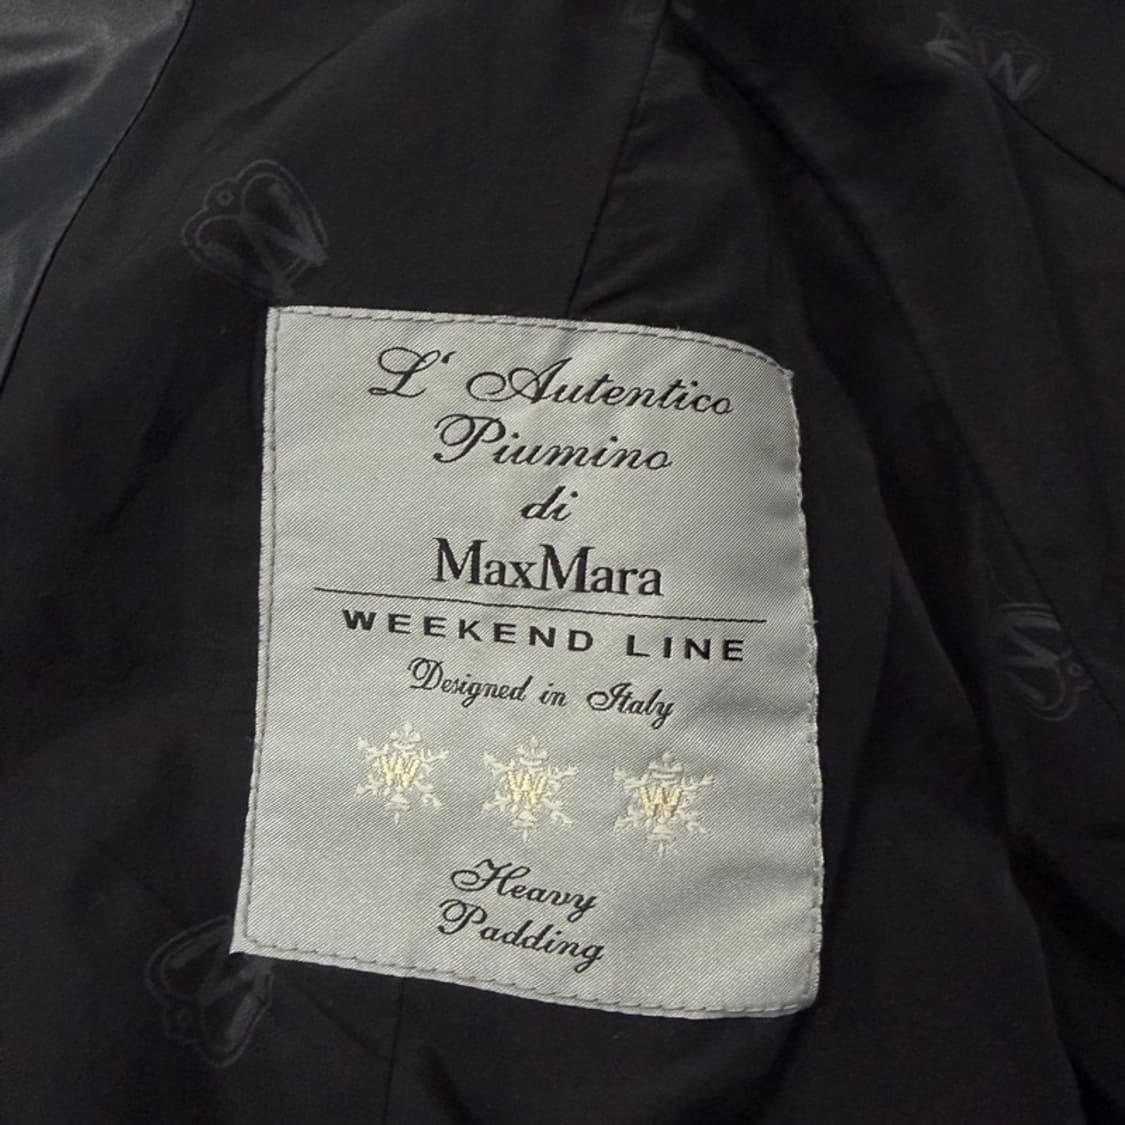 L‘ Autentico
Piumino
di
MaxMara
WEEKEND LINE
Designed in Italy
W W W
Heavy
Padding